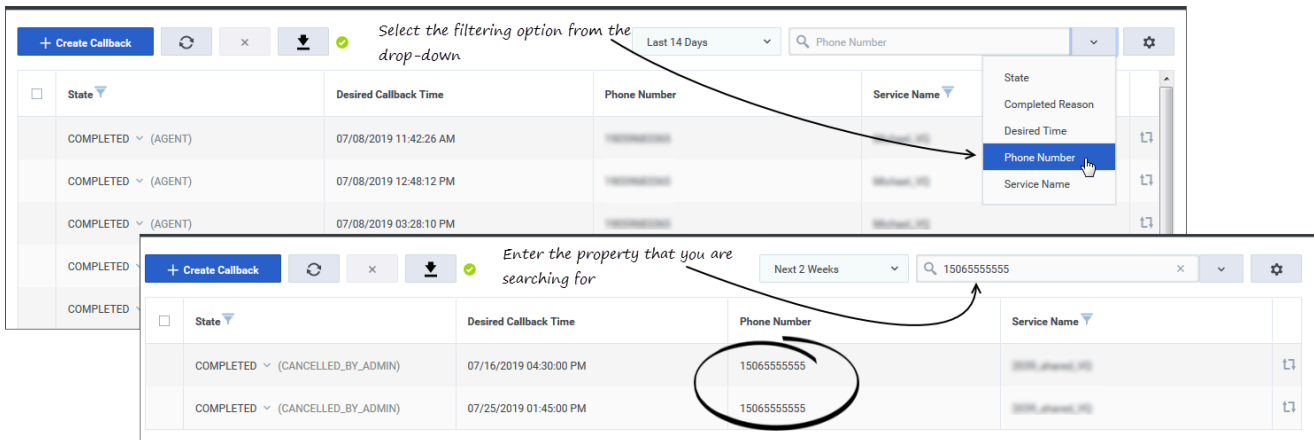 + Create Callback
Select the filtering option from the
drop-down
Last 14 Days
Phone Number
State
Desired Callback Time
Phone Number
Service Name
State
Completed Reason
Desired Time
Phone Number
Service Name
COMPLETED (AGENT)
07/08/2019 11:42:26 AM
COMPLETED (AGENT)
07/08/2019 12:48:12 PM
COMPLETED (AGENT)
07/08/2019 03:28:10 PM
COMPLETED
COMPLETED
+ Create Callback
Enter the property that you are
searching for
Next 2 Weeks
15065555555
State
Desired Callback Time
Phone Number
Service Name
COMPLETED (CANCELLED_BY_ADMIN)
07/16/2019 04:30:00 PM
15065555555
COMPLETED (CANCELLED_BY_ADMIN)
07/25/2019 01:45:00 PM
15065555555